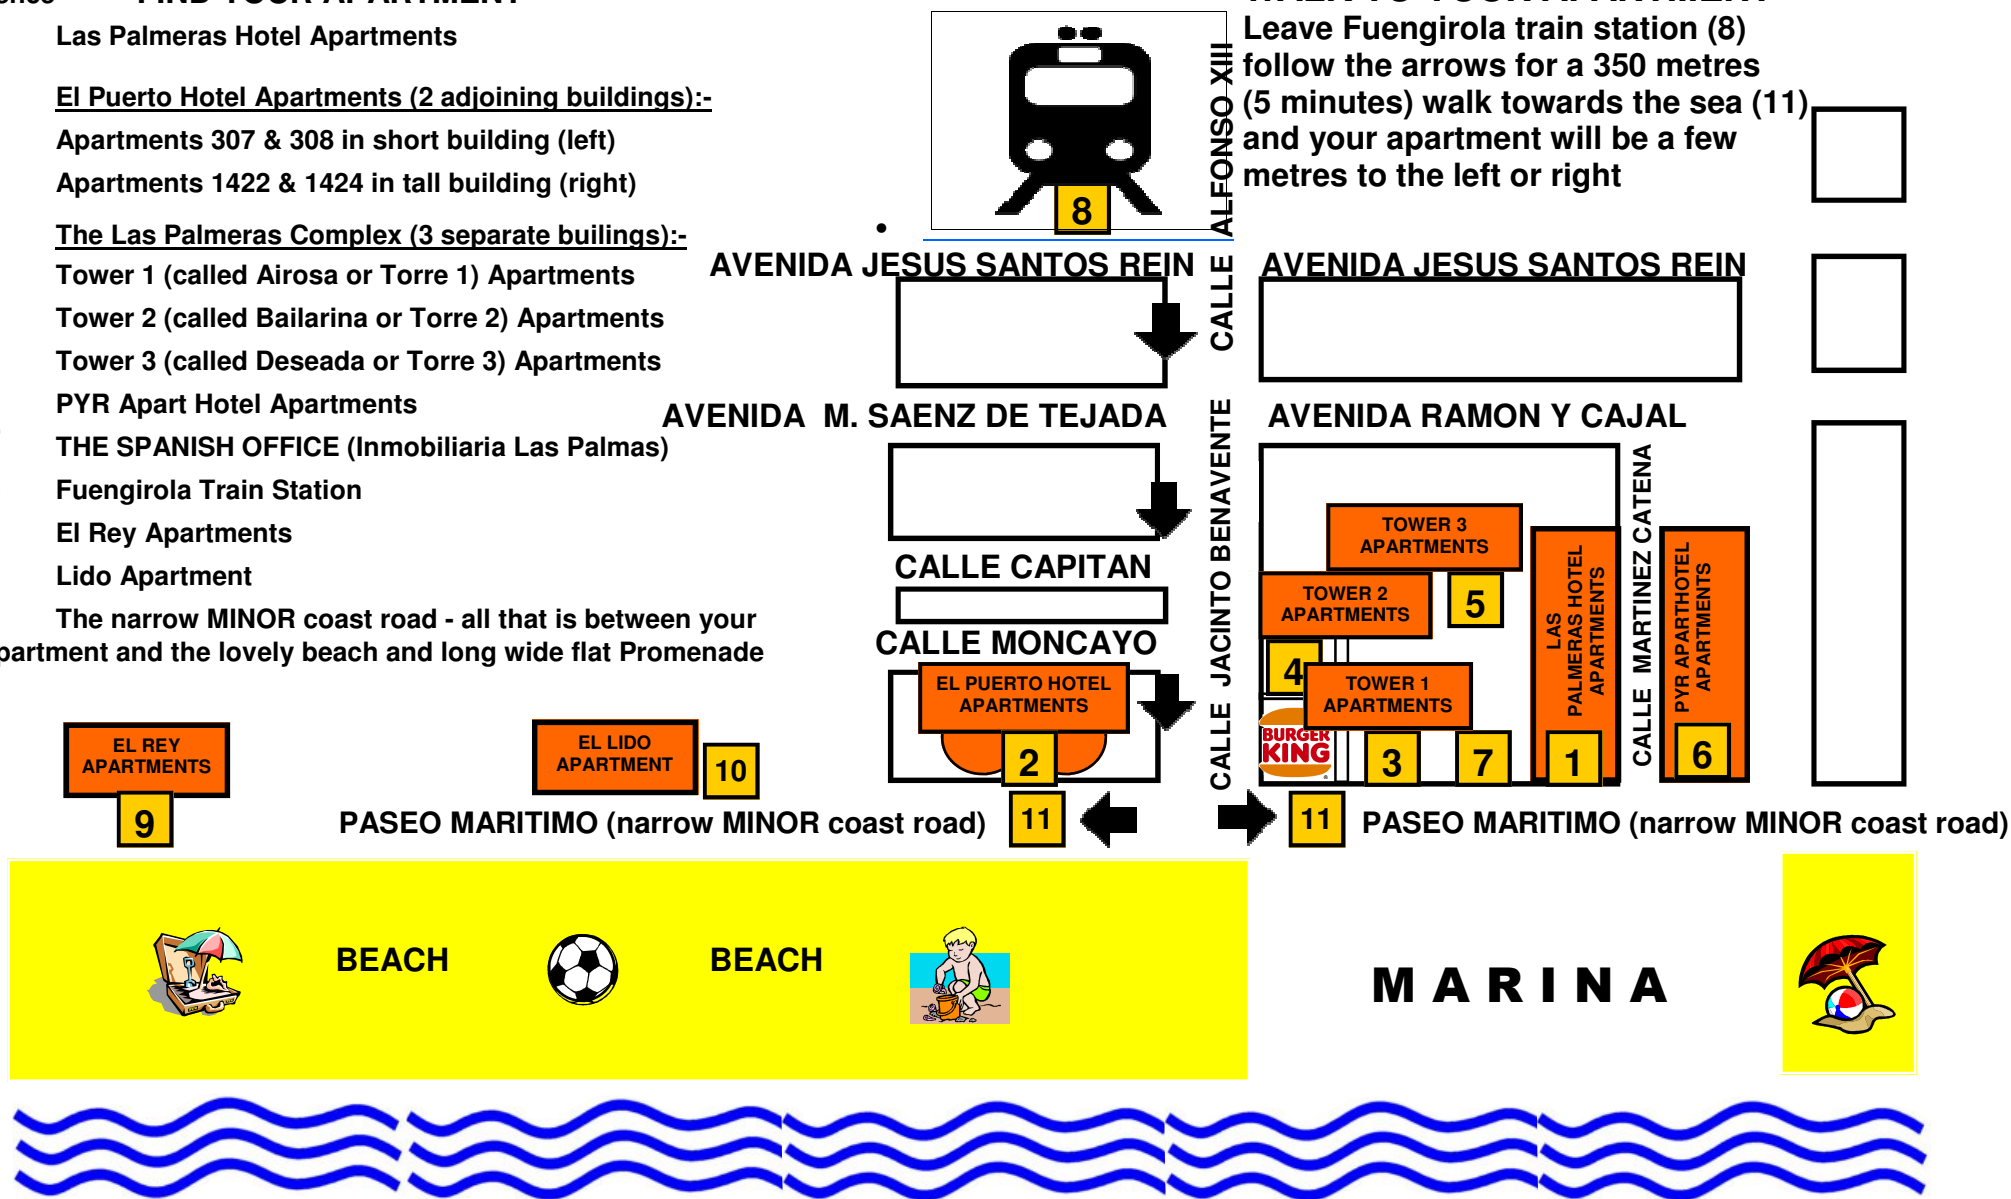 FIND YOUR APARTMENT
Las Palmeras Hotel Apartments
El Puerto Hotel Apartments (2 adjoining buildings):-
Apartments 307 & 308 in short building (left)
Apartments 1422 & 1424 in tall building (right)
The Las Palmeras Complex (3 separate builings):-
Tower 1 (called Airosa or Torre 1) Apartments
Tower 2 (called Bailarina or Torre 2) Apartments
Tower 3 (called Deseada or Torre 3) Apartments
PYR Apart Hotel Apartments
THE SPANISH OFFICE (Inmobiliaria Las Palmas)
Fuengirola Train Station
El Rey Apartments
Lido Apartment
The narrow MINOR coast road - all that is between your
partment and the lovely beach and long wide flat Promenade
WALK TO YOUR APARTMENT
Leave Fuengirola train station (8)
follow the arrows for a 350 metres
(5 minutes) walk towards the sea (11)
and your apartment will be a few
metres to the left or right
8
•
CALLE ALFONSO XIII
AVENIDA JESUS SANTOS REIN
AVENIDA JESUS SANTOS REIN
AVENIDA M. SAENZ DE TEJADA
AVENIDA RAMON Y CAJAL
CALLE JACINTO BENAVENTE
CALLE CAPITAN
CALLE MONCAYO
EL PUERTO HOTEL
APARTMENTS
2
TOWER 3
APARTMENTS
5
TOWER 2
APARTMENTS
4
TOWER 1
APARTMENTS
BURGER
KING
3
7
LAS
PALMERAS HOTEL
APARTMENTS
1
CALLE MARTINEZ CATENA
PYR APARTHOTEL
APARTMENTS
6
EL REY
APARTMENTS
9
EL LIDO
APARTMENT
10
PASEO MARITIMO (narrow MINOR coast road)
11
11
PASEO MARITIMO (narrow MINOR coast road)
BEACH
BEACH
MARINA